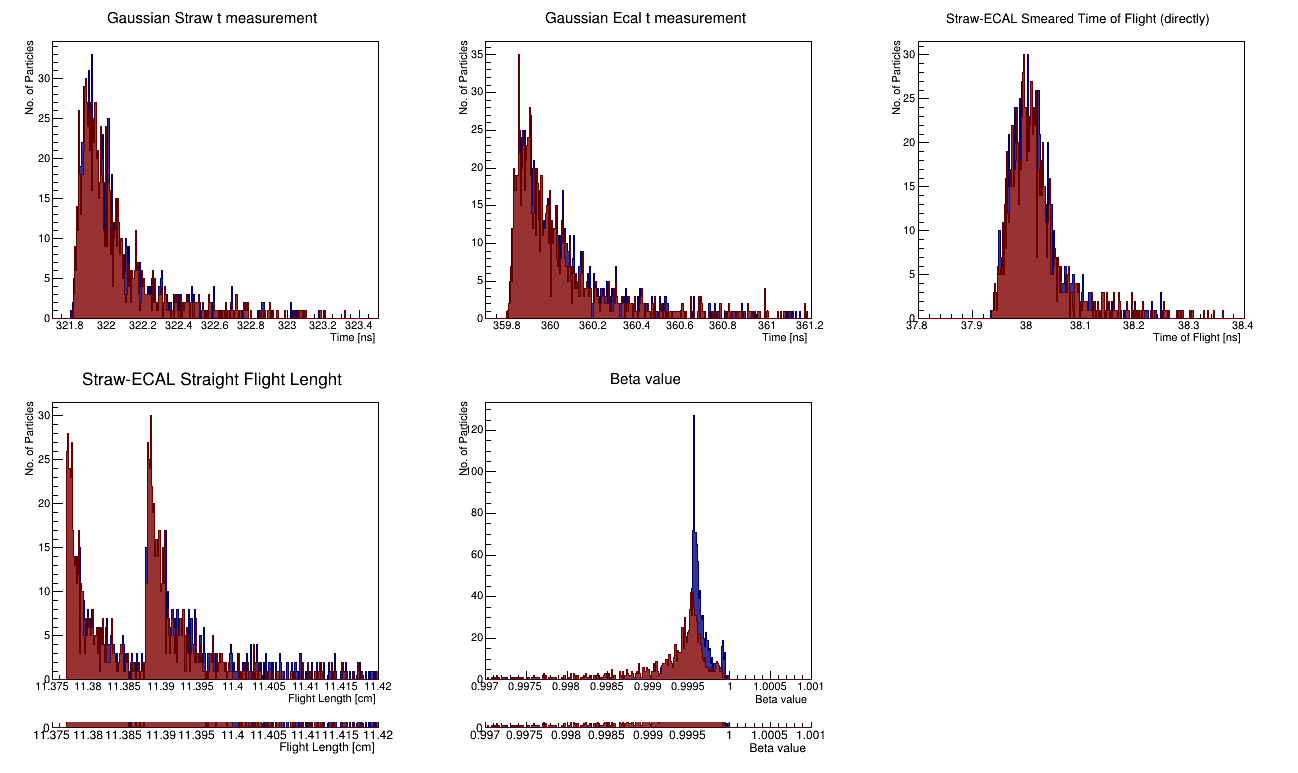 Gaussian Straw t measurement
No. of Particles
30
25
20
15
10
5
0
321.8 322 322.2 322.4 322.6 322.8 323 323.2 323.4
Time [ns]
Gaussian Ecal t measurement
No. of Particles
35
30
25
20
15
10
5
0
359.8 360 360.2 360.4 360.6 360.8 361 361.2
Time [ns]
Straw-ECAL Smeared Time of Flight (directly)
No. of Particles
30
25
20
15
10
5
0
37.8 37.9 38 38.1 38.2 38.3 38.4
Time of Flight [ns]
Straw-ECAL Straight Flight Lenght
No. of Particles
30
25
20
15
10
5
0
11.375 11.38 11.385 11.39 11.395 11.4 11.405 11.41 11.415 11.42
Flight Length [cm]
0
11.375 11.38 11.385 11.39 11.395 11.4 11.405 11.41 11.415 11.42
Flight Length [cm]
Beta value
No. of Particles
120
100
80
60
40
20
0
0.997 0.9975 0.998 0.9985 0.999 0.9995 1 1.0005 1.001
Beta value
0
0.997 0.9975 0.998 0.9985 0.999 0.9995 1 1.0005 1.001
Beta value